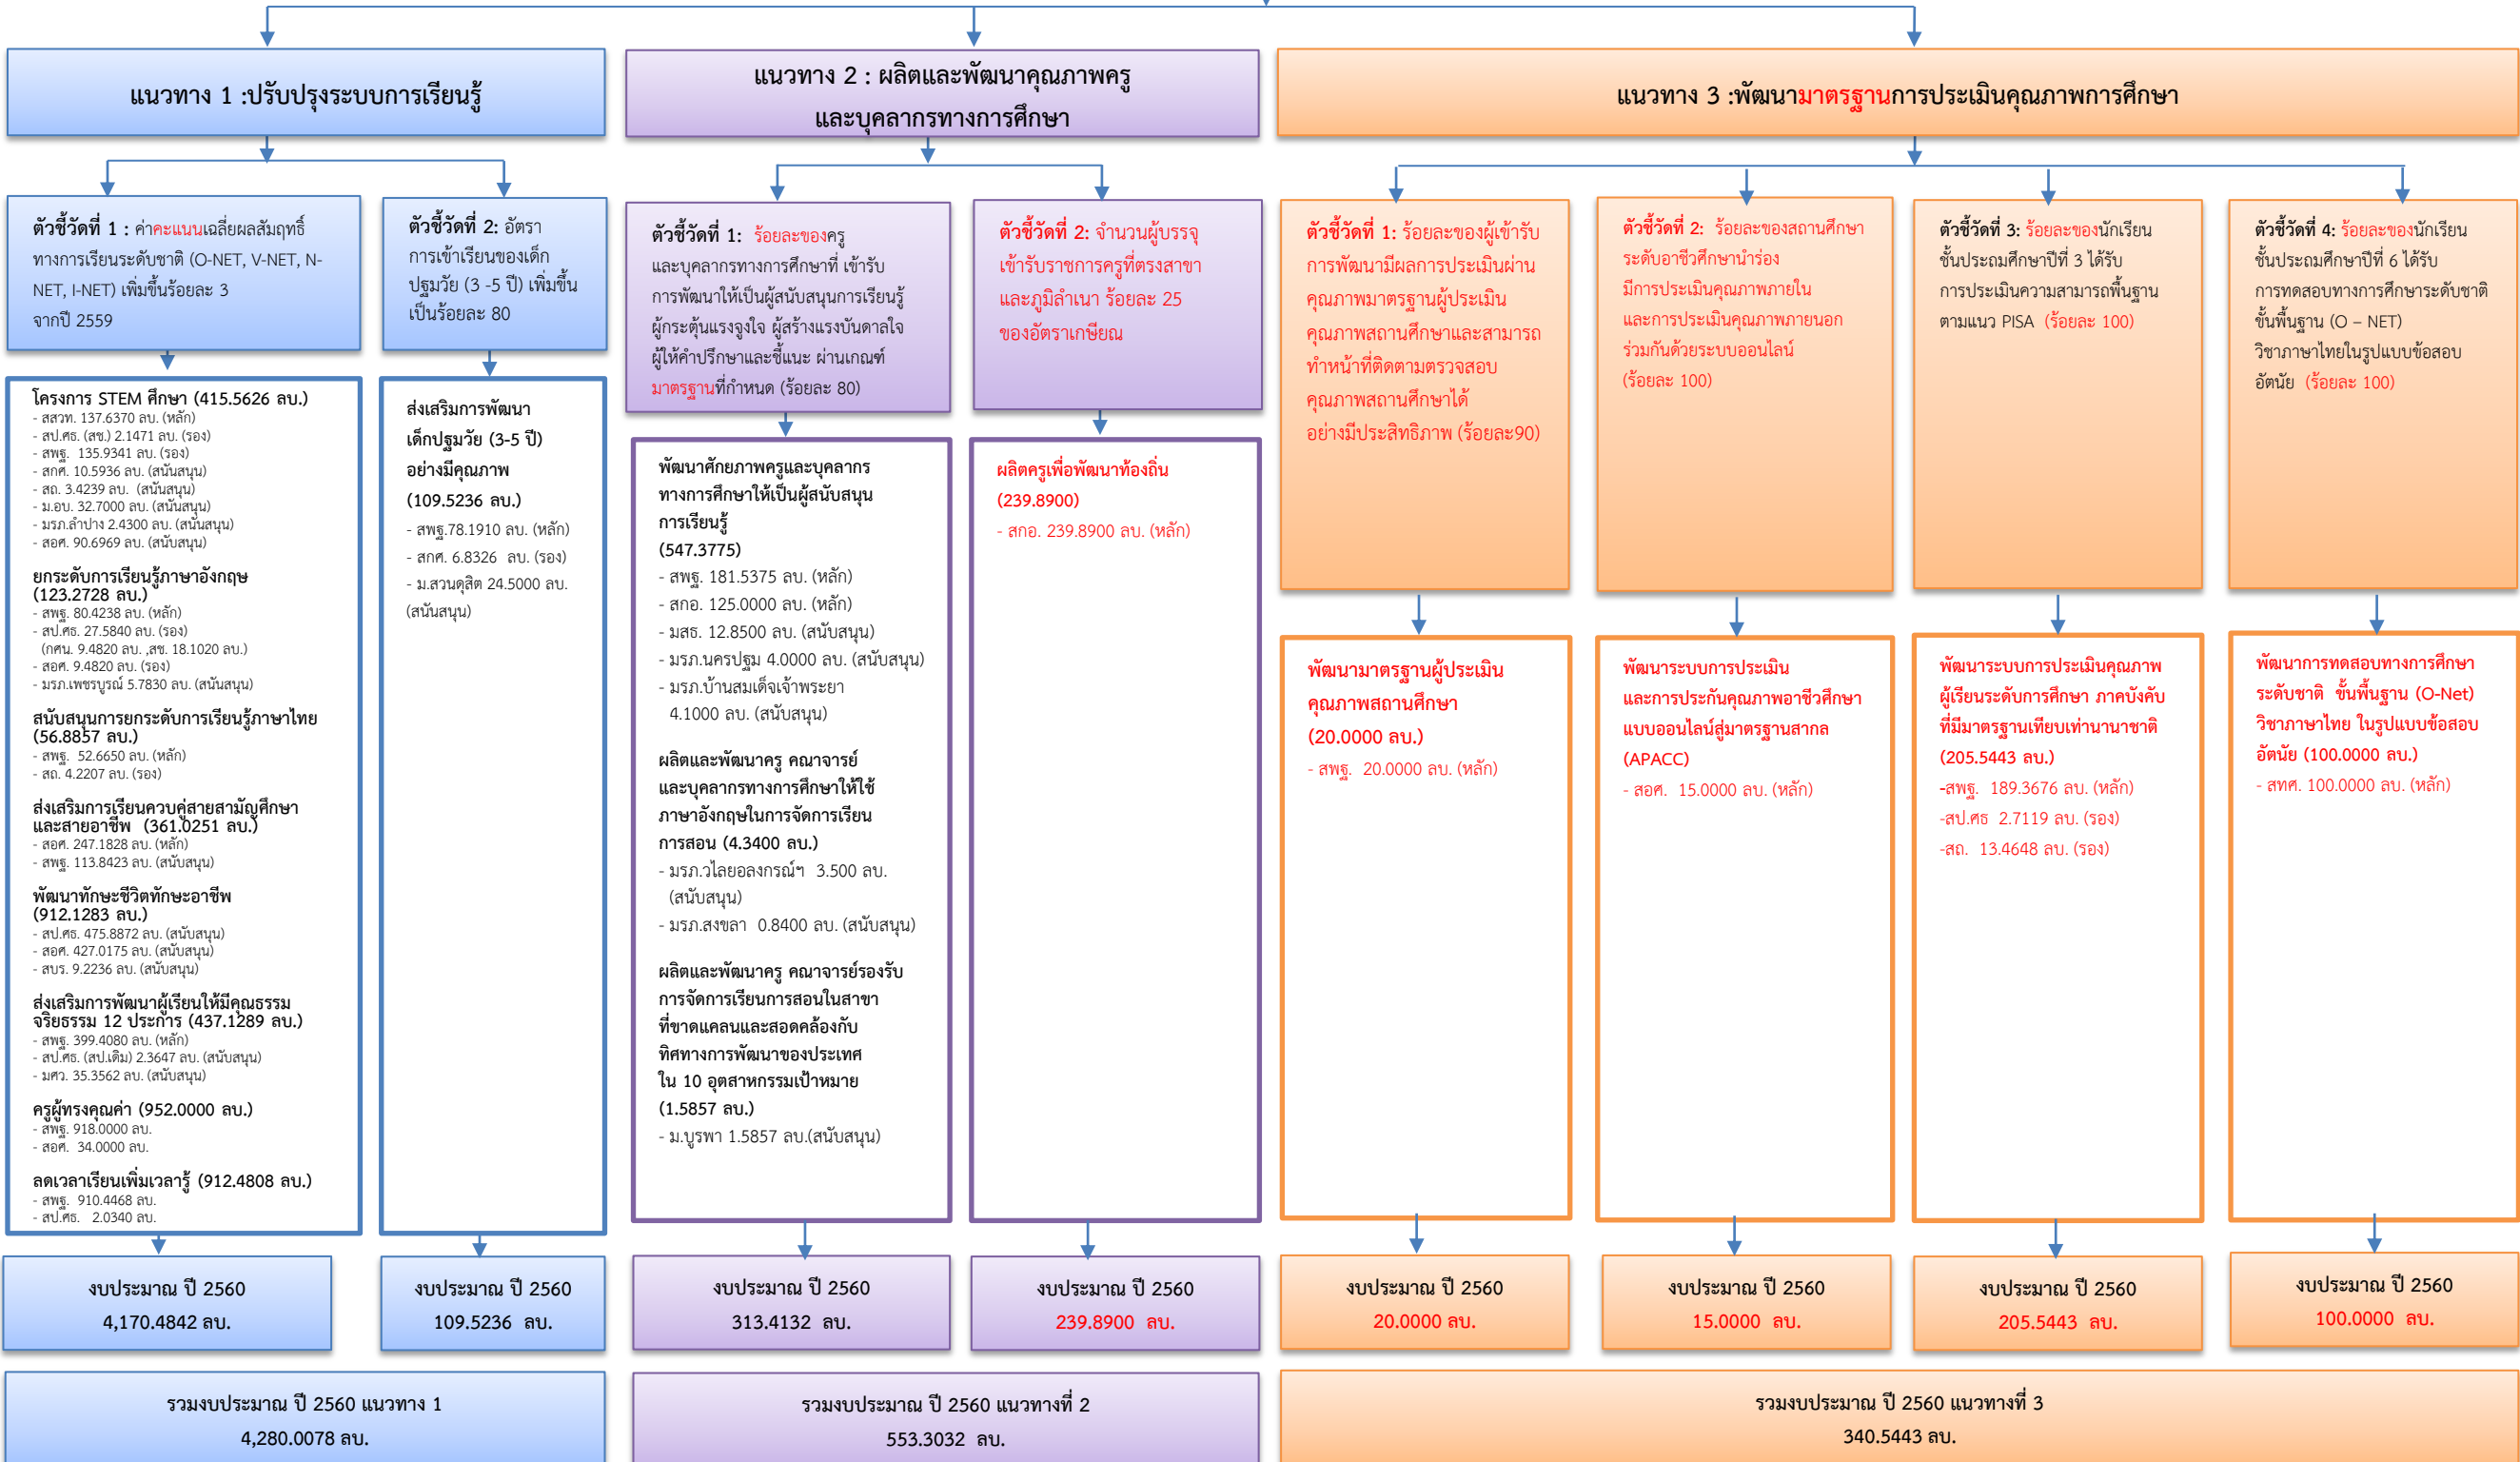 แนวทาง 1 :ปรับปรุงระบบการเรียนรู้
แนวทาง 2 : ผลิตและพัฒนาคุณภาพครู
และบุคลากรทางการศึกษา
แนวทาง 3 :พัฒนามาตรฐานการประเมินคุณภาพการศึกษา
ตัวชี้วัดที่ 1 : ค่าคะแนนเฉลี่ยผลสัมฤทธิ์
ทางการเรียนระดับชาติ (O-NET, V-NET, N-
NET, I-NET) เพิ่มขึ้นร้อยละ 3
จากปี 2559
ตัวชี้วัดที่ 2: อัตรา
การเข้าเรียนของเด็ก
ปฐมวัย (3 -5 ปี) เพิ่มขึ้น
เป็นร้อยละ 80
ตัวชี้วัดที่ 1: ร้อยละของครู
และบุคลากรทางการศึกษาที่ เข้ารับ
การพัฒนาให้เป็นผู้สนับสนุนการเรียนรู้
ผู้กระตุ้นแรงจูงใจ ผู้สร้างแรงบันดาลใจ
ผู้ให้คำปรึกษาและชี้แนะ ผ่านเกณฑ์
มาตรฐานที่กำหนด (ร้อยละ 80)
ตัวชี้วัดที่ 2: จำนวนผู้บรรจุ
เข้ารับราชการครูที่ตรงสาขา
และภูมิลำเนา ร้อยละ 25
ของอัตราเกษียณ
ตัวชี้วัดที่ 1: ร้อยละของผู้เข้ารับ
การพัฒนามีผลการประเมินผ่าน
คุณภาพมาตรฐานผู้ประเมิน
คุณภาพสถานศึกษาและสามารถ
ทำหน้าที่ติดตามตรวจสอบ
คุณภาพสถานศึกษาได้
อย่างมีประสิทธิภาพ (ร้อยละ90)
ตัวชี้วัดที่ 2: ร้อยละของสถานศึกษา
ระดับอาชีวศึกษานำร่อง
มีการประเมินคุณภาพภายใน
และการประเมินคุณภาพภายนอก
ร่วมกันด้วยระบบออนไลน์
(ร้อยละ 100)
ตัวชี้วัดที่ 3: ร้อยละของนักเรียน
ชั้นประถมศึกษาปีที่ 3 ได้รับ
การประเมินความสามารถพื้นฐาน
ตามแนว PISA (ร้อยละ 100)
ตัวชี้วัดที่ 4: ร้อยละของนักเรียน
ชั้นประถมศึกษาปีที่ 6 ได้รับ
การทดสอบทางการศึกษาระดับชาติ
ขั้นพื้นฐาน (O – NET)
วิชาภาษาไทยในรูปแบบข้อสอบ
อัตนัย (ร้อยละ 100)
โครงการ STEM ศึกษา (415.5626 ลบ.)
- สสวท. 137.6370 ลบ. (หลัก)
- สป.ศธ. (สช.) 2.1471 ลบ. (รอง)
- สพฐ. 135.9341 ลบ. (รอง)
- สกศ. 10.5936 ลบ. (สนันสนุน)
- สถ. 3.4239 ลบ. (สนันสนุน)
- ม.อบ. 32.7000 ลบ. (สนันสนุน)
- มรภ.ลำปาง 2.4300 ลบ. (สนันสนุน)
- สอศ. 90.6969 ลบ. (สนับสนุน)
ยกระดับการเรียนรู้ภาษาอังกฤษ
(123.2728 ลบ.)
- สพฐ. 80.4238 ลบ. (หลัก)
- สป.ศธ. 27.5840 ลบ. (รอง)
(กศน. 9.4820 ลบ. ,สช. 18.1020 ลบ.)
- สอศ. 9.4820 ลบ. (รอง)
- มรภ.เพชรบูรณ์ 5.7830 ลบ. (สนันสนุน)
สนับสนุนการยกระดับการเรียนรู้ภาษาไทย
(56.8857 ลบ.)
- สพฐ. 52.6650 ลบ. (หลัก)
- สถ. 4.2207 ลบ. (รอง)
ส่งเสริมการเรียนควบคู่สายสามัญศึกษา
และสายอาชีพ (361.0251 ลบ.)
- สอศ. 247.1828 ลบ. (หลัก)
- สพฐ. 113.8423 ลบ. (สนับสนุน)
พัฒนาทักษะชีวิตทักษะอาชีพ
(912.1283 ลบ.)
- สป.ศธ. 475.8872 ลบ. (สนับสนุน)
- สอศ. 427.0175 ลบ. (สนับสนุน)
- สบร. 9.2236 ลบ. (สนับสนุน)
ส่งเสริมการพัฒนาผู้เรียนให้มีคุณธรรม
จริยธรรม 12 ประการ (437.1289 ลบ.)
- สพฐ. 399.4080 ลบ. (หลัก)
- สป.ศธ. (สป.เดิม) 2.3647 ลบ. (สนับสนุน)
- มศว. 35.3562 ลบ. (สนับสนุน)
ครูผู้ทรงคุณค่า (952.0000 ลบ.)
- สพฐ. 918.0000 ลบ.
- สอศ. 34.0000 ลบ.
ลดเวลาเรียนเพิ่มเวลารู้ (912.4808 ลบ.)
- สพฐ. 910.4468 ลบ.
- สป.ศธ. 2.0340 ลบ.
ส่งเสริมการพัฒนา
เด็กปฐมวัย (3-5 ปี)
อย่างมีคุณภาพ
(109.5236 ลบ.)
- สพฐ.78.1910 ลบ. (หลัก)
- สกศ. 6.8326 ลบ. (รอง)
- ม.สวนดุสิต 24.5000 ลบ.
(สนันสนุน)
พัฒนาศักยภาพครูและบุคลากร
ทางการศึกษาให้เป็นผู้สนับสนุน
การเรียนรู้
(547.3775)
- สพฐ. 181.5375 ลบ. (หลัก)
- สกอ. 125.0000 ลบ. (หลัก)
- มสธ. 12.8500 ลบ. (สนับสนุน)
- มรภ.นครปฐม 4.0000 ลบ. (สนับสนุน)
- มรภ.บ้านสมเด็จเจ้าพระยา
4.1000 ลบ. (สนับสนุน)
ผลิตและพัฒนาครู คณาจารย์
และบุคลากรทางการศึกษาให้ใช้
ภาษาอังกฤษในการจัดการเรียน
การสอน (4.3400 ลบ.)
- มรภ.วไลยอลงกรณ์ฯ 3.500 ลบ.
(สนับสนุน)
- มรภ.สงขลา 0.8400 ลบ. (สนับสนุน)
ผลิตและพัฒนาครู คณาจารย์รองรับ
การจัดการเรียนการสอนในสาขา
ที่ขาดแคลนและสอดคล้องกับ
ทิศทางการพัฒนาของประเทศ
ใน 10 อุตสาหกรรมเป้าหมาย
(1.5857 ลบ.)
- ม.บูรพา 1.5857 ลบ.(สนับสนุน)
ผลิตครูเพื่อพัฒนาท้องถิ่น
(239.8900)
- สกอ. 239.8900 ลบ. (หลัก)
พัฒนามาตรฐานผู้ประเมิน
คุณภาพสถานศึกษา
(20.0000 ลบ.)
- สพฐ. 20.0000 ลบ. (หลัก)
พัฒนาระบบการประเมิน
และการประกันคุณภาพอาชีวศึกษา
แบบออนไลน์สู่มาตรฐานสากล
(APACC)
- สอศ. 15.0000 ลบ. (หลัก)
พัฒนาระบบการประเมินคุณภาพ
ผู้เรียนระดับการศึกษา ภาคบังคับ
ที่มีมาตรฐานเทียบเท่านานาชาติ
(205.5443 ลบ.)
-สพฐ. 189.3676 ลบ. (หลัก)
-สป.ศธ 2.7119 ลบ. (รอง)
-สถ. 13.4648 ลบ. (รอง)
พัฒนาการทดสอบทางการศึกษา
ระดับชาติ ขั้นพื้นฐาน (O-Net)
วิชาภาษาไทย ในรูปแบบข้อสอบ
อัตนัย (100.0000 ลบ.)
- สทศ. 100.0000 ลบ. (หลัก)
งบประมาณ ปี 2560
4,170.4842 ลบ.
งบประมาณ ปี 2560
109.5236 ลบ.
งบประมาณ ปี 2560
313.4132 ลบ.
งบประมาณ ปี 2560
239.8900 ลบ.
งบประมาณ ปี 2560
20.0000 ลบ.
งบประมาณ ปี 2560
15.0000 ลบ.
งบประมาณ ปี 2560
205.5443 ลบ.
งบประมาณ ปี 2560
100.0000 ลบ.
รวมงบประมาณ ปี 2560 แนวทาง 1
4,280.0078 ลบ.
รวมงบประมาณ ปี 2560 แนวทางที่ 2
553.3032 ลบ.
รวมงบประมาณ ปี 2560 แนวทางที่ 3
340.5443 ลบ.